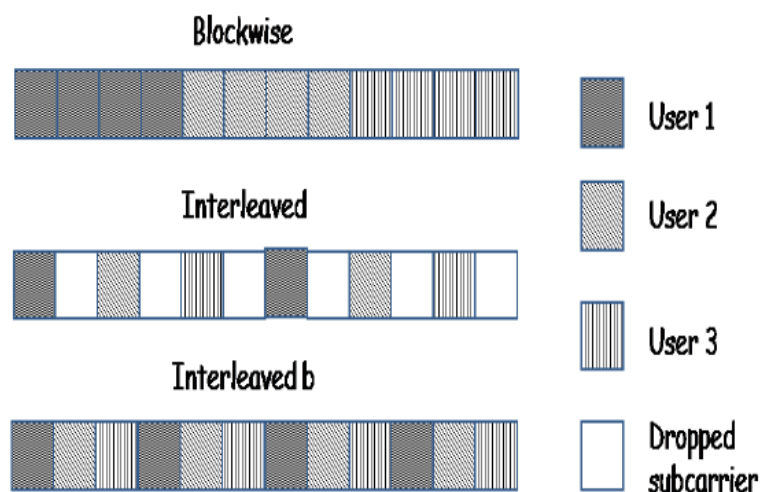 Blockwise
User 1
User 2
Interleaved
User 3
Interleaved b
Dropped
subcarrier